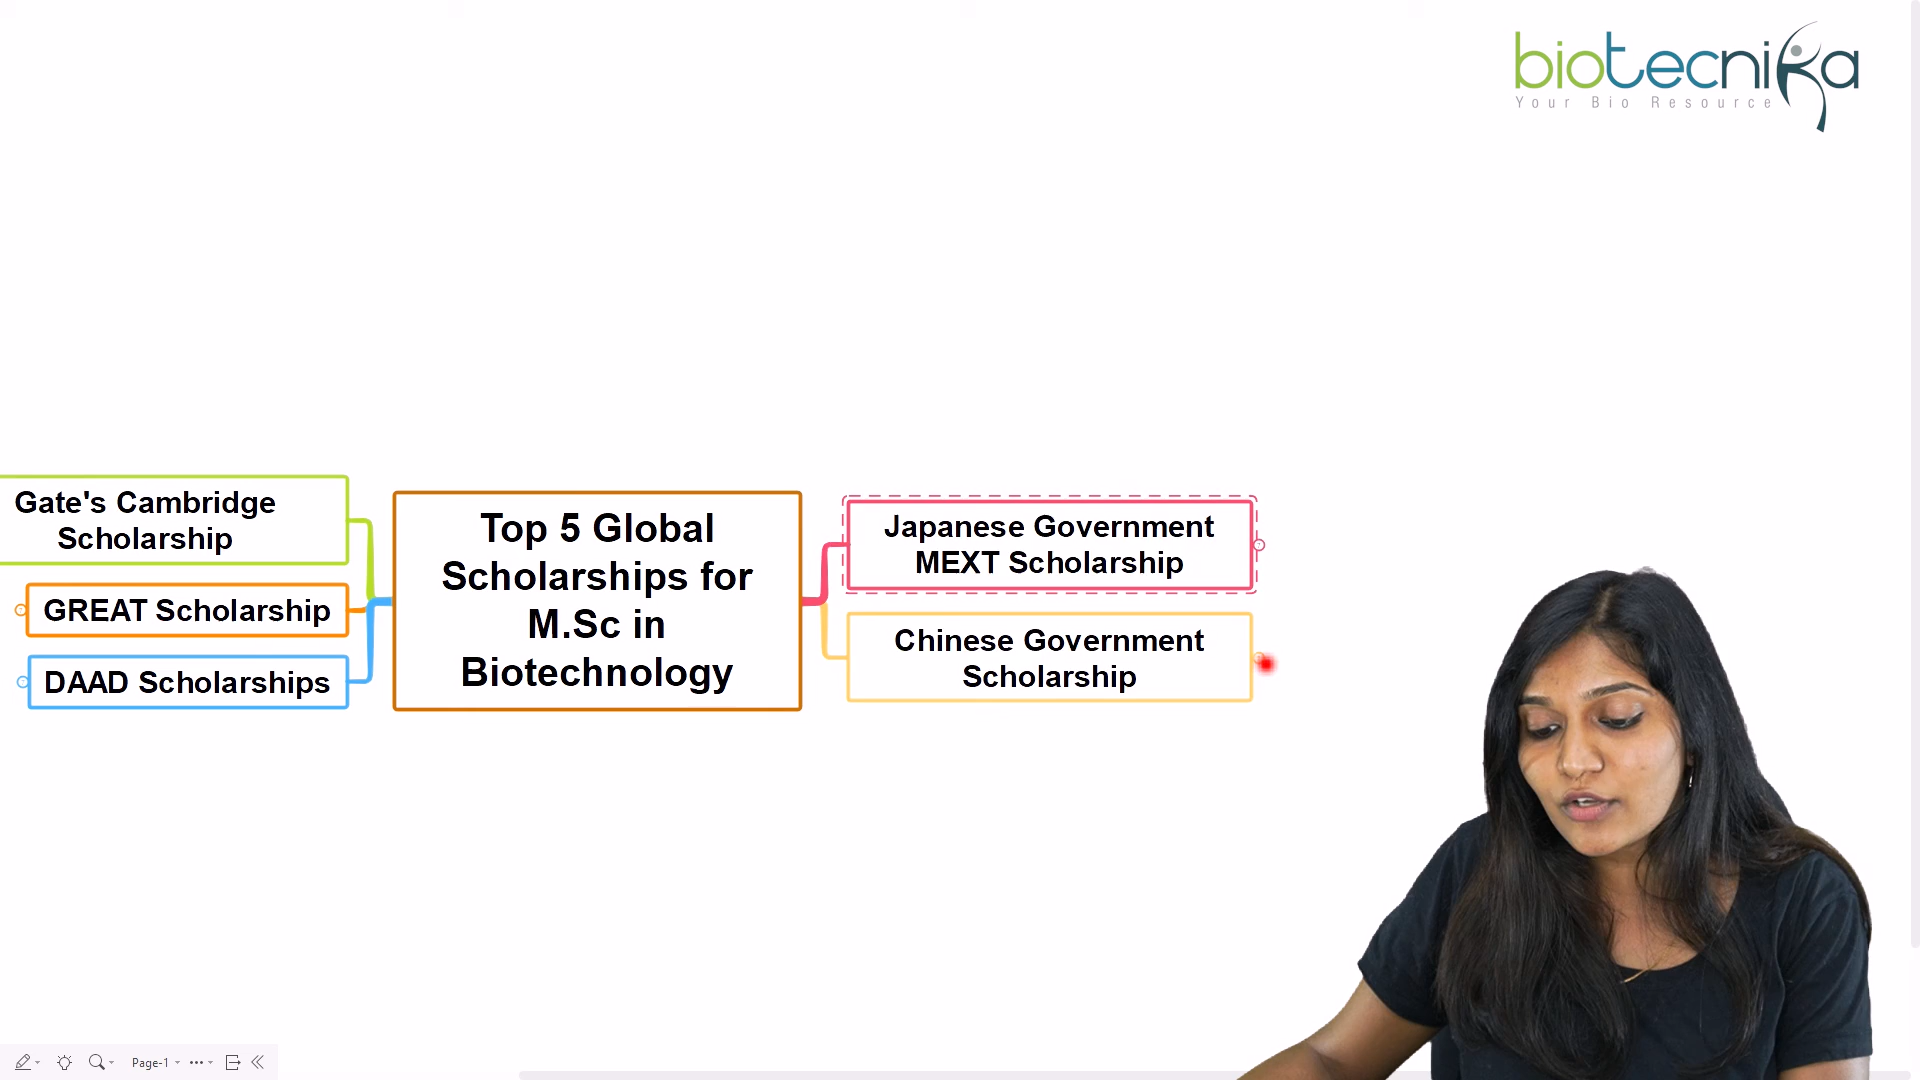 biotecnika
Your Bio Resource
Gate's Cambridge
Scholarship
GREAT Scholarship
DAAD Scholarships
Top 5 Global
Scholarships for
M.Sc in
Biotechnology
Japanese Government
MEXT Scholarship
Chinese Government
Scholarship
Page-1